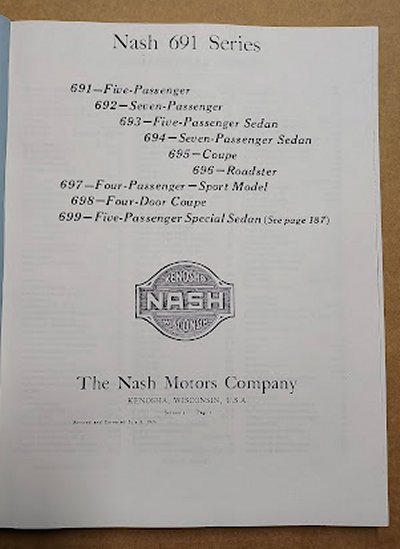 Nash 691 Series
691—Five-Passenger
692—Seven-Passenger
693—Five-Passenger Sedan
694—Seven-Passenger Sedan
695—Coupe
696—Roadster
697—Four-Passenger—Sport Model
698—Four-Door Coupe
699—Five-Passenger Special Sedan (See page 187)
KENOSHA
NASH
WISCONSIN
The Nash Motors Company
KENOSHA, WISCONSIN, U.S.A.